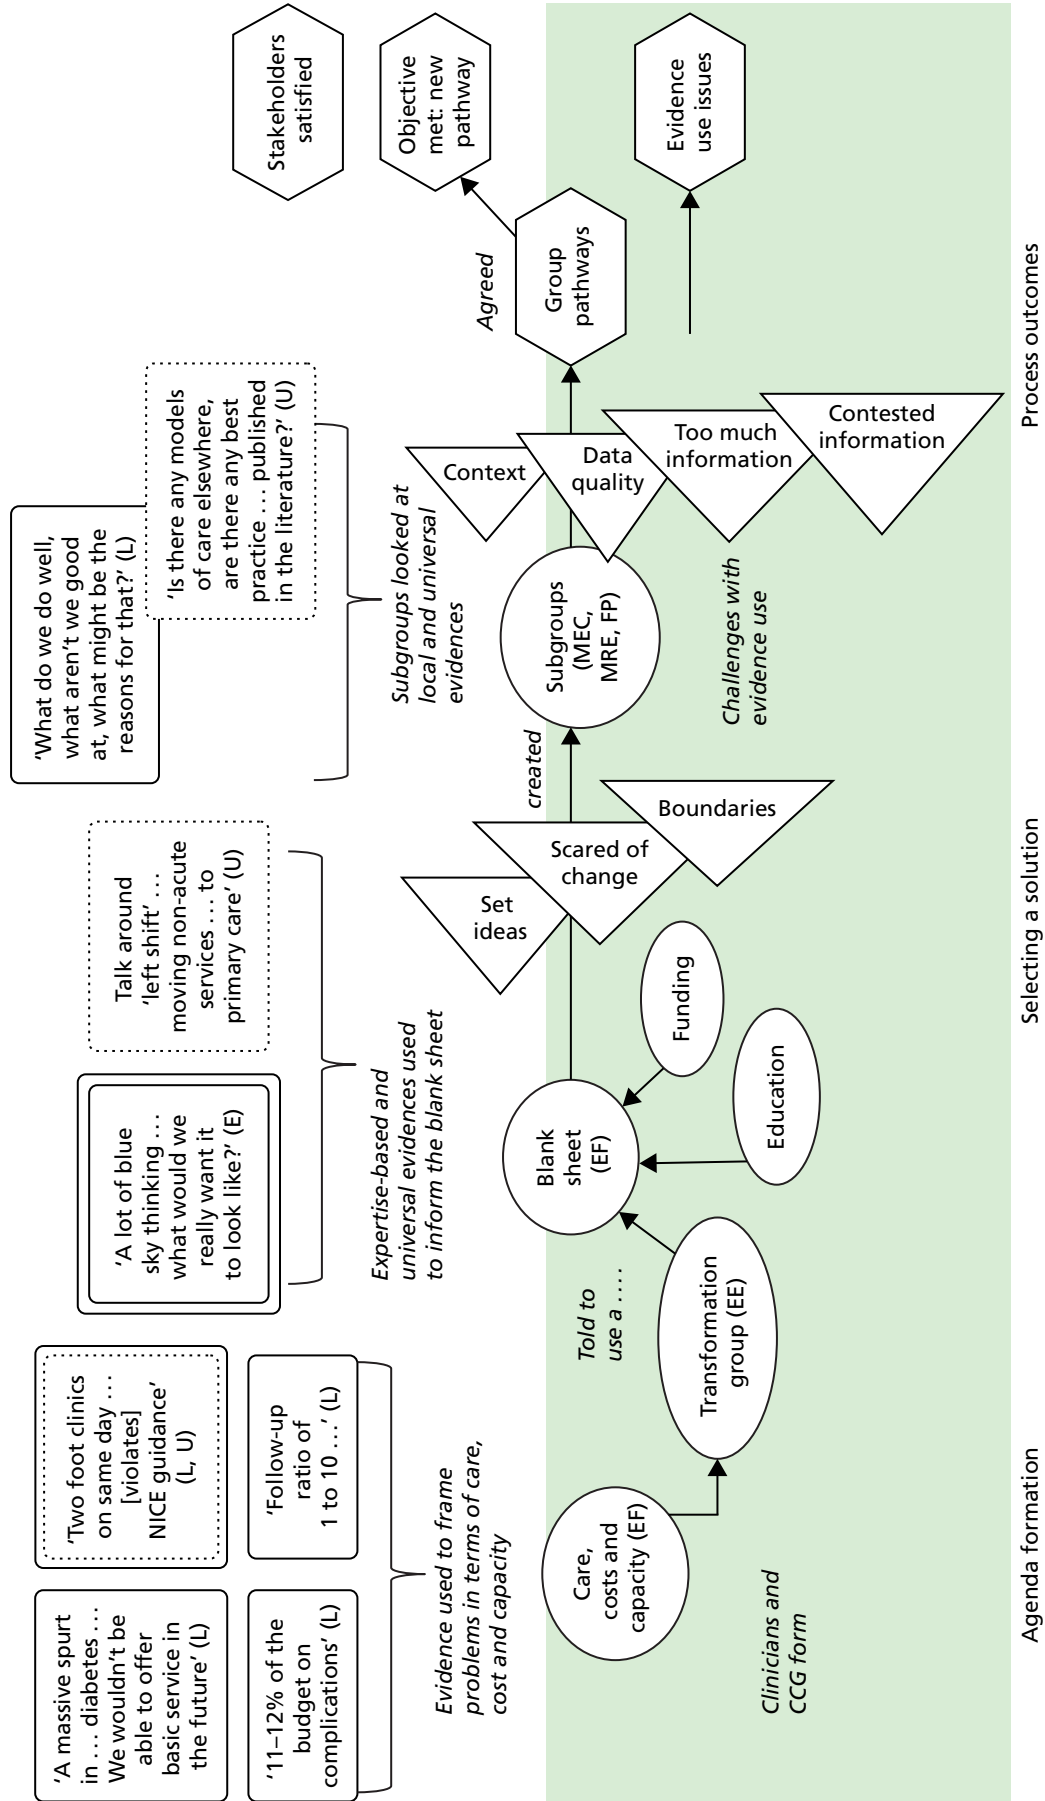 'A massive spurt
in … diabetes …
We wouldn't be
able to offer
basic service in
the future' (L)
'Two foot clinics
on same day …
[violates]
NICE guidance'
(L, U)
'11–12% of the
budget on
complications' (L)
'Follow-up
ratio of
1 to 10 …' (L)
Evidence used to frame
problems in terms of care,
cost and capacity
'A lot of blue
sky thinking …
what would we
really want it
to look like?' (E)
Talk around
'left shift' …
moving non-acute
services … to
primary care' (U)
Expertise-based and
universal evidences used
to inform the blank sheet
'What do we do well,
what aren't we good
at, what might be the
reasons for that?' (L)
'Is there any models
of care elsewhere,
are there any best
practice … published
in the literature?' (U)
Subgroups looked at
local and universal
evidences
Care,
costs and
capacity (EF)
Clinicians and
CCG form
Transformation
group (EE)
Told to
use a ….
Blank
sheet
(EF)
Education
Funding
Set
ideas
Scared of
change
Boundaries
created
Subgroups
(MEC,
MRE, FP)
Challenges with
evidence use
Context
Data
quality
Too much
information
Contested
information
Group
pathways
Agreed
Objective
met: new
pathway
Stakeholders
satisfied
Evidence
use issues
Agenda formation
Selecting a solution
Process outcomes